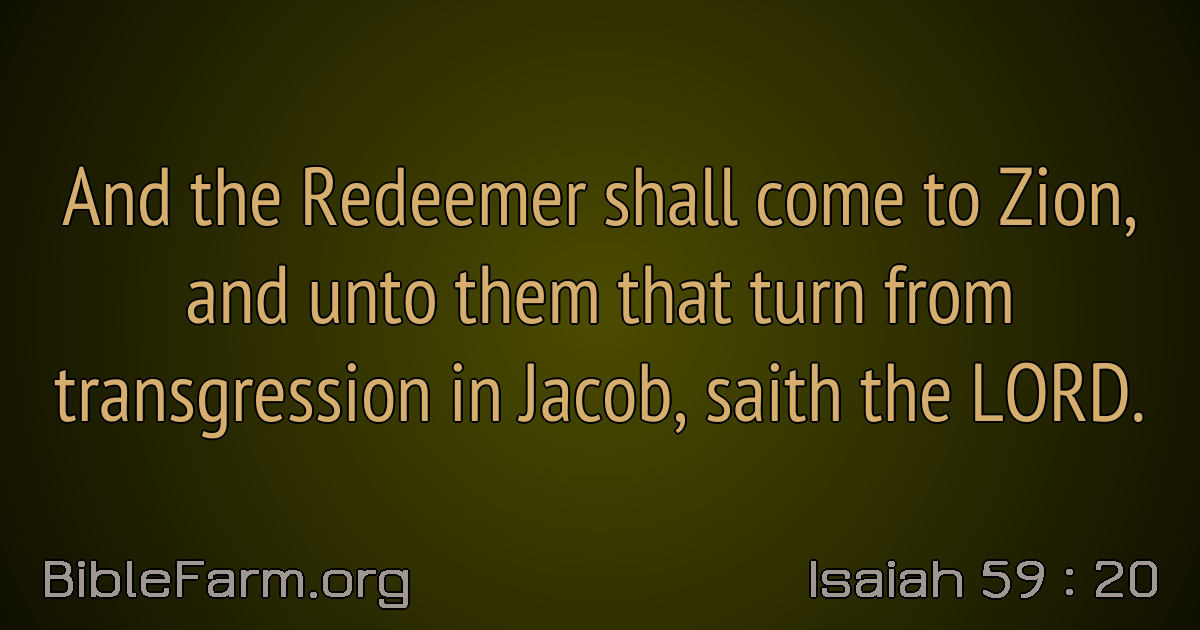 And the Redeemer shall come to Zion,
and unto them that turn from
transgression in Jacob, saith the LORD.
BibleFarm.org
Isaiah 59 : 20